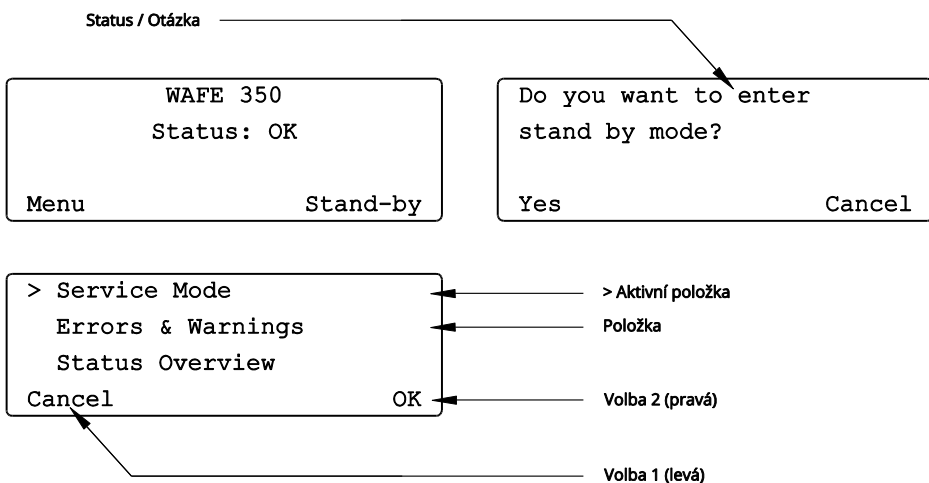 Status / Otázka
WAFE 350
Status: OK
Menu Stand-by
Do you want to enter
stand by mode?
Yes Cancel
> Service Mode
Errors & Warnings
Status Overview
Cancel OK
> Aktivní položka
Položka
Volba 2 (pravá)
Volba 1 (levá)